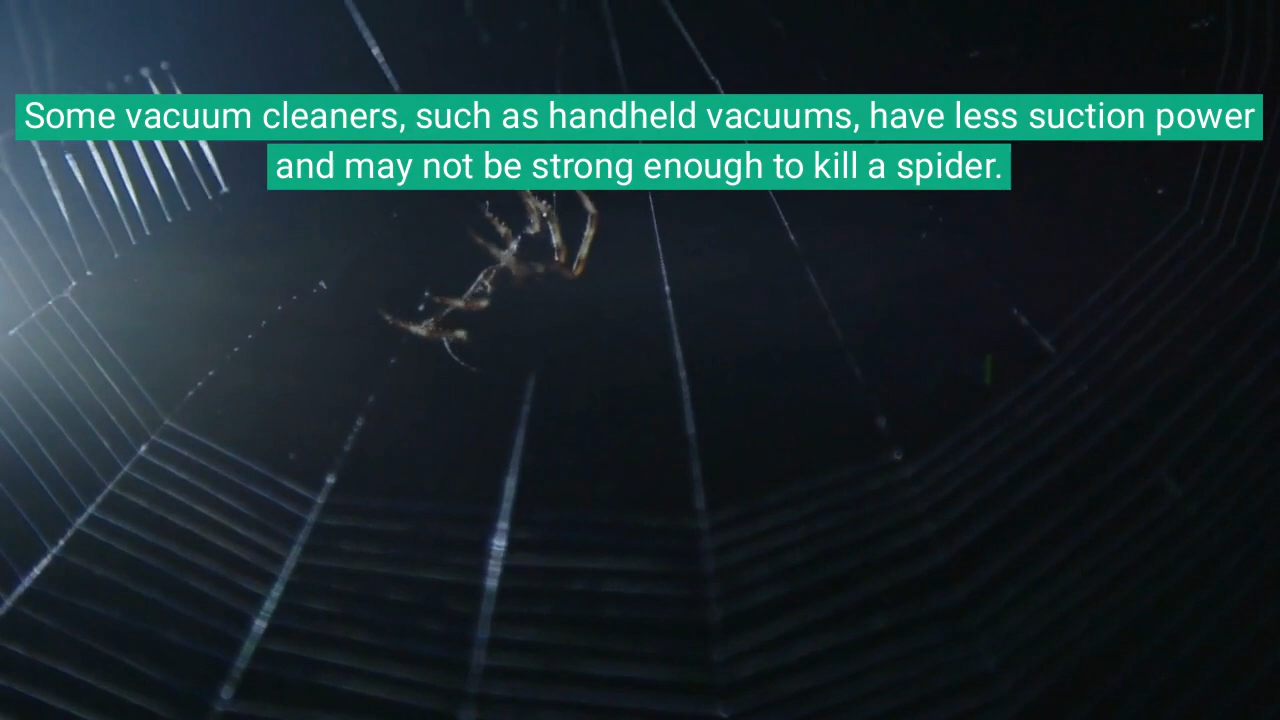 Some vacuum cleaners, such as handheld vacuums, have less suction power
and may not be strong enough to kill a spider.